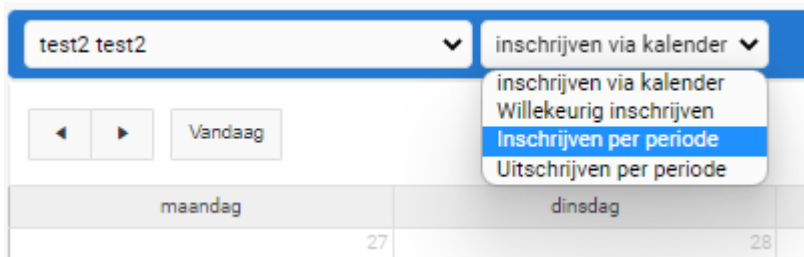 test2 test2
inschrijven via kalender
inschrijven via kalender
Willekeurig inschrijven
Inschrijven per periode
Uitschrijven per periode
Vandaag
maandag
dinsdag
27
28